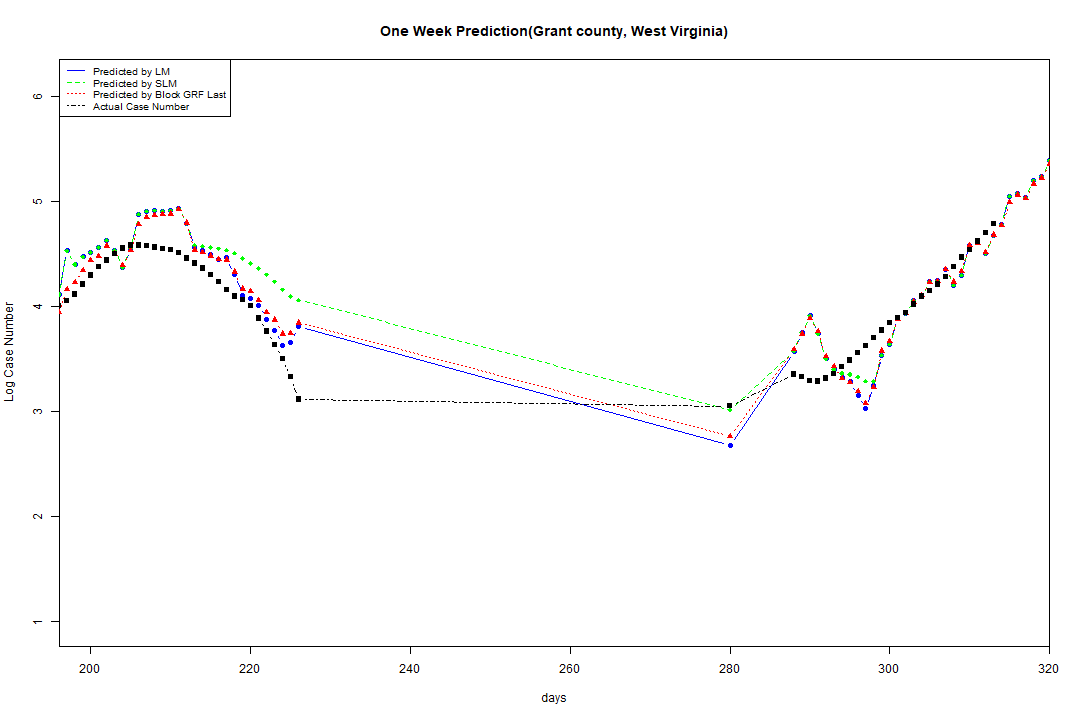 One Week Prediction(Grant county, West Virginia)
Predicted by LM
Predicted by SLM
Predicted by Block GRF Last
Actual Case Number
6
5
4
3
2
1
Log Case Number
200 220 240 260 280 300 320
days